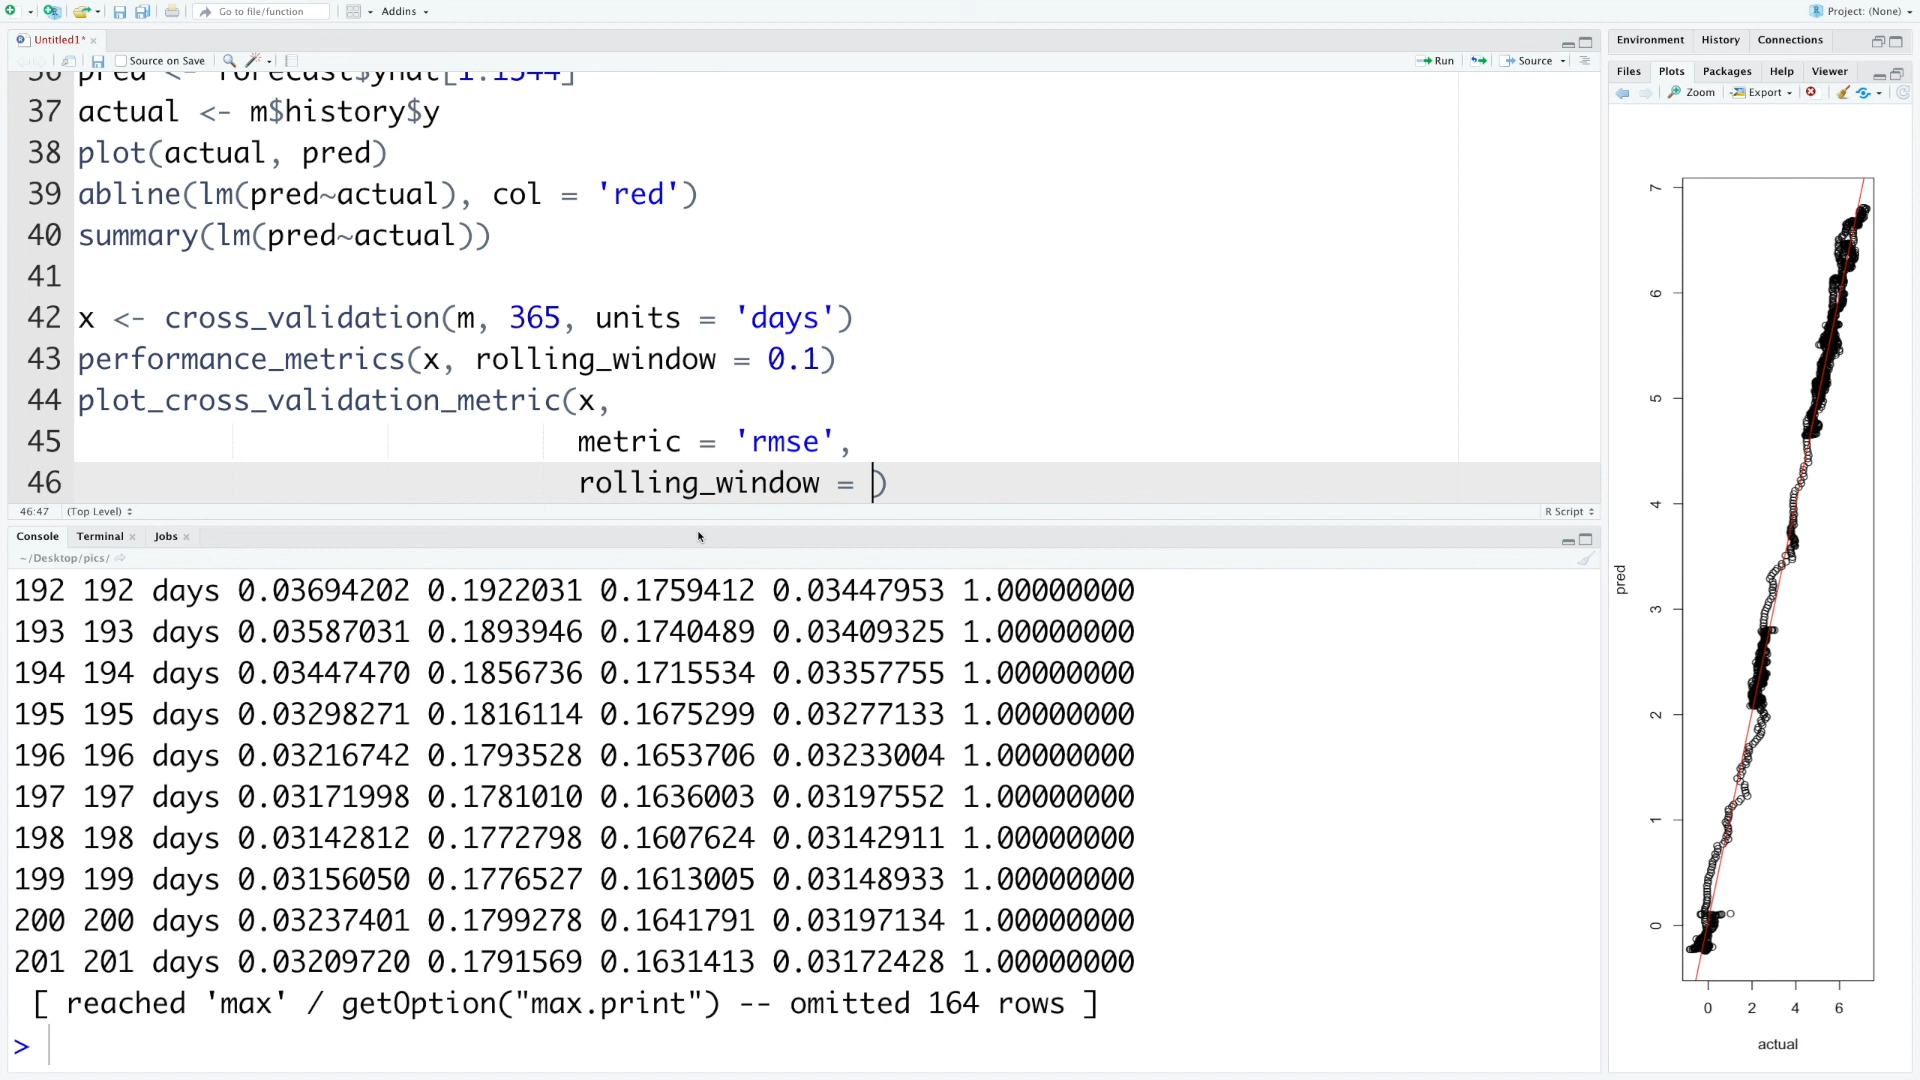 Go to file/function
Addins
Project: (None)
Untitled1*
Source on Save
Run
Source
36 pred <- forecast$yhat[1:1544]
37 actual <- m$history$y
38 plot(actual, pred)
39 abline(lm(pred~actual), col = 'red')
40 summary(lm(pred~actual))
41
42 x <- cross_validation(m, 365, units = 'days')
43 performance_metrics(x, rolling_window = 0.1)
44 plot_cross_validation_metric(x,
45 metric = 'rmse',
46 rolling_window = )
46:47 (Top Level) R Script
Console Terminal Jobs
~/Desktop/pics/
192 192 days 0.03694202 0.1922031 0.1759412 0.03447953 1.00000000
193 193 days 0.03587031 0.1893946 0.1740489 0.03409325 1.00000000
194 194 days 0.03447470 0.1856736 0.1715534 0.03357755 1.00000000
195 195 days 0.03298271 0.1816114 0.1675299 0.03277133 1.00000000
196 196 days 0.03216742 0.1793528 0.1653706 0.03233004 1.00000000
197 197 days 0.03171998 0.1781010 0.1636003 0.03197552 1.00000000
198 198 days 0.03142812 0.1772798 0.1607624 0.03142911 1.00000000
199 199 days 0.03156050 0.1776527 0.1613005 0.03148933 1.00000000
200 200 days 0.03237401 0.1799278 0.1641791 0.03197134 1.00000000
201 201 days 0.03209720 0.1791569 0.1631413 0.03172428 1.00000000
[ reached 'max' / getOption("max.print") -- omitted 164 rows ]
>
Environment History Connections
Files Plots Packages Help Viewer
Zoom Export
7
6
5
4
3
2
1
0
pred
0 2 4 6
actual